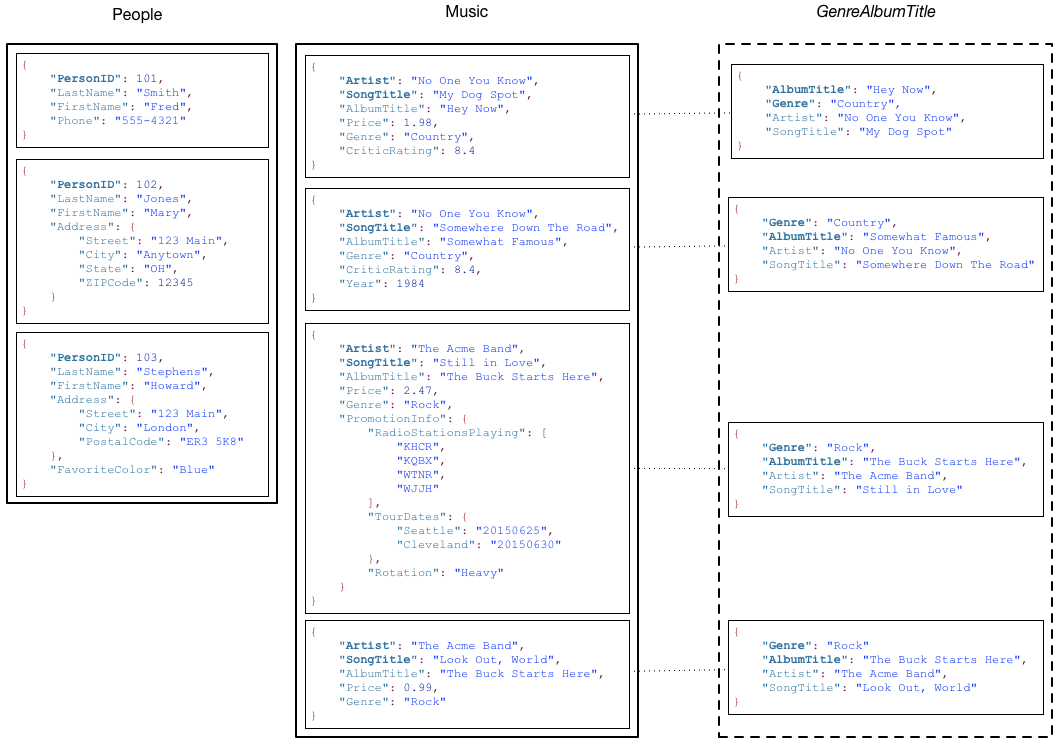 People
{
"PersonID": 101,
"LastName": "Smith",
"FirstName": "Fred",
"Phone": "555-4321"
}
{
"PersonID": 102,
"LastName": "Jones",
"FirstName": "Mary",
"Address": {
"Street": "123 Main",
"City": "Anytown",
"State": "OH",
"ZIPCode": 12345
}
}
{
"PersonID": 103,
"LastName": "Stephens",
"FirstName": "Howard",
"Address": {
"Street": "123 Main",
"City": "London",
"PostalCode": "ER3 5K8"
},
"FavoriteColor": "Blue"
}
Music
{
"Artist": "No One You Know",
"SongTitle": "My Dog Spot",
"AlbumTitle": "Hey Now",
"Price": 1.98,
"Genre": "Country",
"CriticRating": 8.4
}
{
"Artist": "No One You Know",
"SongTitle": "Somewhere Down The Road",
"AlbumTitle": "Somewhat Famous",
"Genre": "Country",
"CriticRating": 8.4,
"Year": 1984
}
{
"Artist": "The Acme Band",
"SongTitle": "Still in Love",
"AlbumTitle": "The Buck Starts Here",
"Price": 2.47,
"Genre": "Rock",
"PromotionInfo": {
"RadioStationsPlaying": [
"KHCR",
"KQBX",
"WTNR",
"WJJH"
],
"TourDates": {
"Seattle": "20150625",
"Cleveland": "20150630"
},
"Rotation": "Heavy"
}
}
{
"Artist": "The Acme Band",
"SongTitle": "Look Out, World",
"AlbumTitle": "The Buck Starts Here",
"Price": 0.99,
"Genre": "Rock"
}
GenreAlbumTitle
{
"AlbumTitle": "Hey Now",
"Genre": "Country",
"Artist": "No One You Know",
"SongTitle": "My Dog Spot"
}
{
"Genre": "Country",
"AlbumTitle": "Somewhat Famous",
"Artist": "No One You Know",
"SongTitle": "Somewhere Down The Road"
}
{
"Genre": "Rock",
"AlbumTitle": "The Buck Starts Here",
"Artist": "The Acme Band",
"SongTitle": "Still in Love"
}
{
"Genre": "Rock"
"AlbumTitle": "The Buck Starts Here",
"Artist": "The Acme Band",
"SongTitle": "Look Out, World"
}